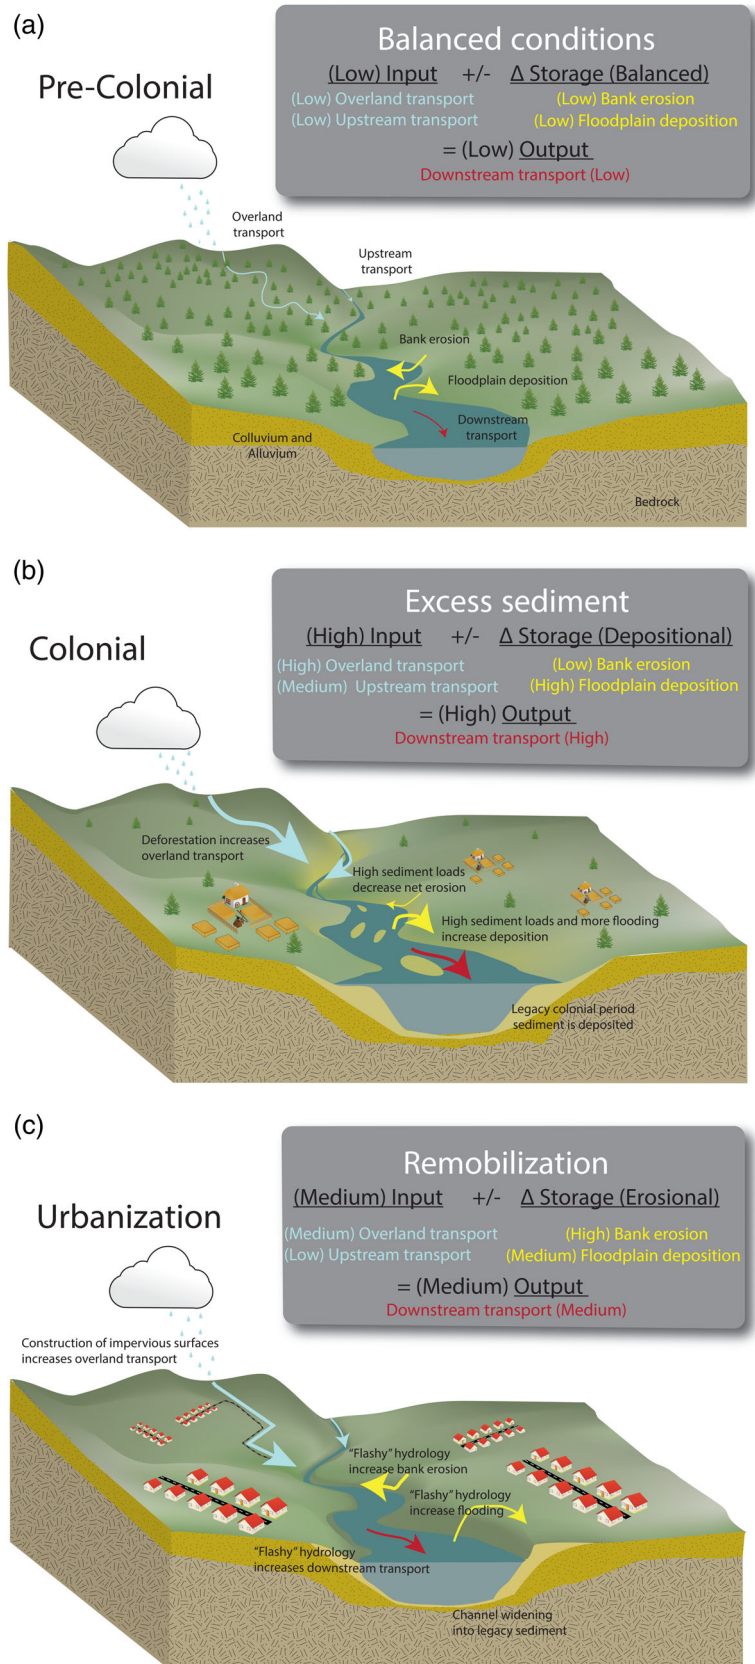 (a)
Pre-Colonial
Balanced conditions
(Low) Input +/- Δ Storage (Balanced)
(Low) Overland transport (Low) Bank erosion
(Low) Upstream transport (Low) Floodplain deposition
= (Low) Output
Downstream transport (Low)
Overland
transport
Upstream
transport
Bank erosion
Floodplain deposition
Downstream
transport
Colluvium and
Alluvium
Bedrock
(b)
Colonial
Excess sediment
(High) Input +/- Δ Storage (Depositional)
(High) Overland transport (Low) Bank erosion
(Medium) Upstream transport (High) Floodplain deposition
= (High) Output
Downstream transport (High)
Deforestation increases
overland transport
High sediment loads
decrease net erosion
High sediment loads and more flooding
increase deposition
Legacy colonial period
sediment is deposited
(c)
Urbanization
Remobilization
(Medium) Input +/- Δ Storage (Erosional)
(Medium) Overland transport (High) Bank erosion
(Low) Upstream transport (Medium) Floodplain deposition
= (Medium) Output
Downstream transport (Medium)
Construction of impervious surfaces
increases overland transport
"Flashy" hydrology
increase bank erosion
"Flashy" hydrology
increase flooding
"Flashy" hydrology
increases downstream transport
Channel widening
into legacy sediment